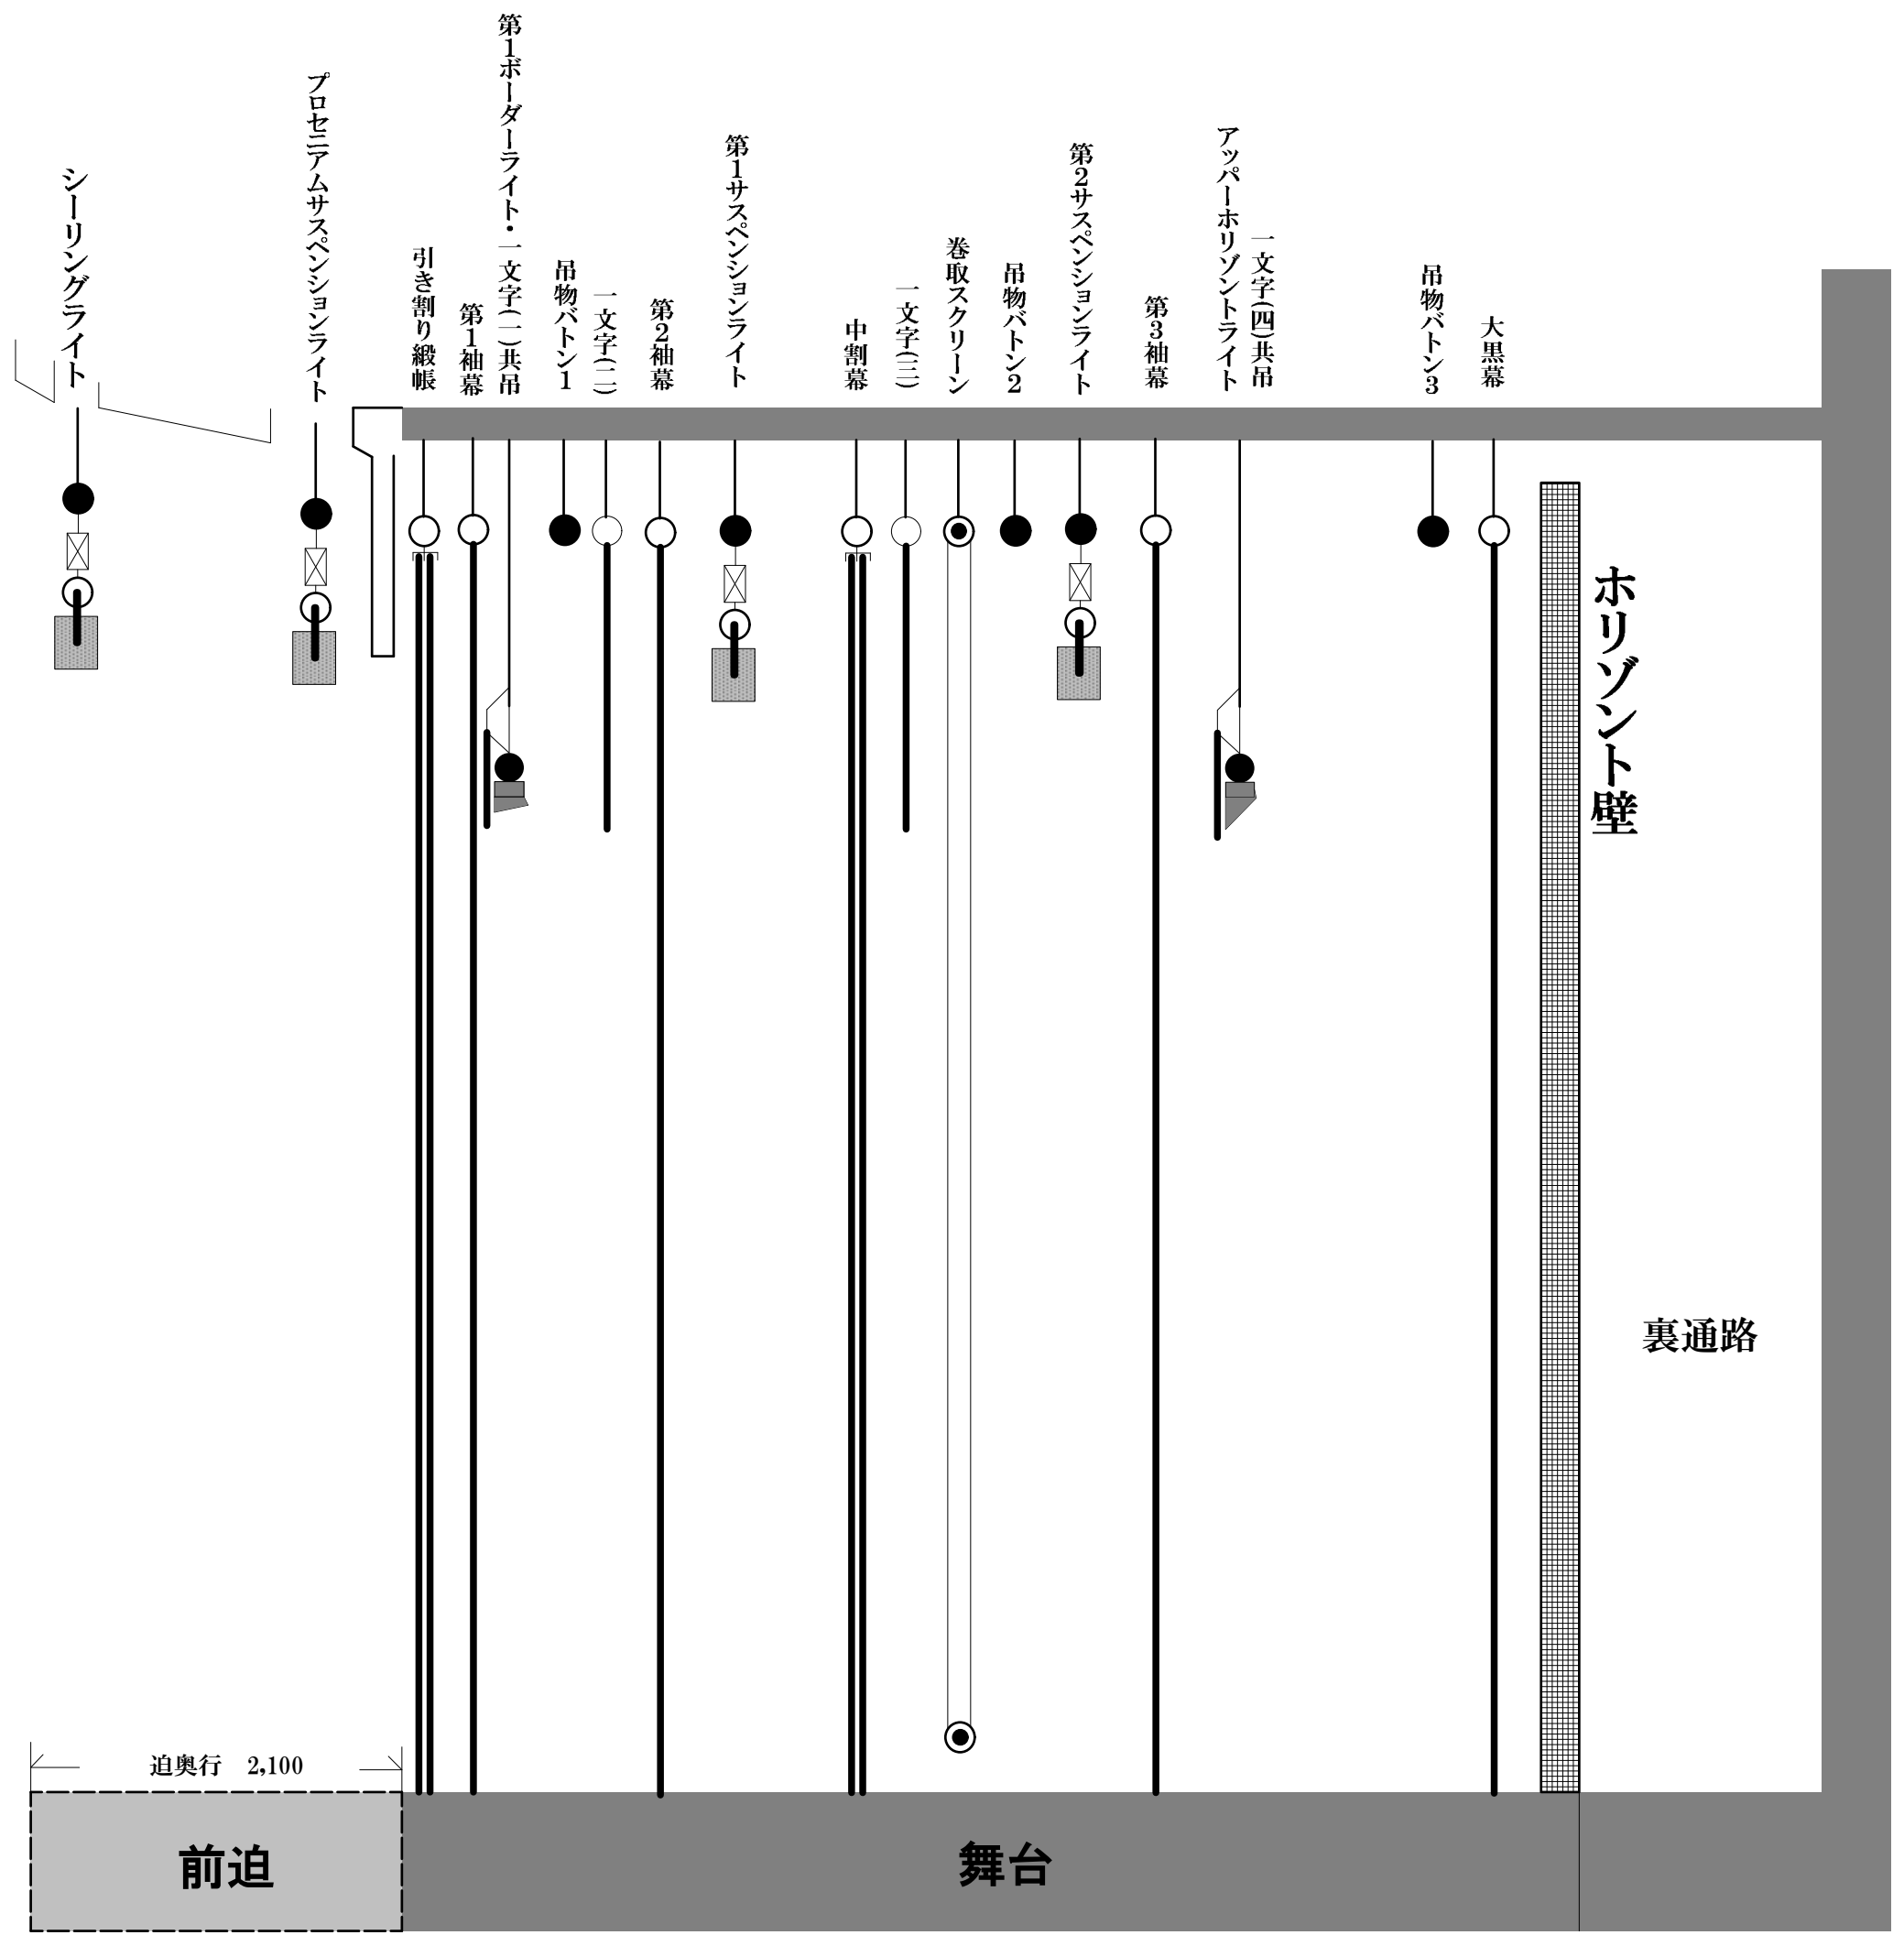 シーリングライト
プロセニアムサスペンションライト
引き割り緞帳
第1袖幕
第1ボーダーライト・一文字(一)共吊
吊物バトン1
一文字(二)
第2袖幕
第1サスペンションライト
中割幕
一文字(三)
巻取スクリーン
吊物バトン2
第2サスペンションライト
第3袖幕
アッパーホリゾントライト
一文字(四)共吊
吊物バトン3
大黒幕
ホリゾント壁
裏通路
迫奥行　2,100
前迫
舞台